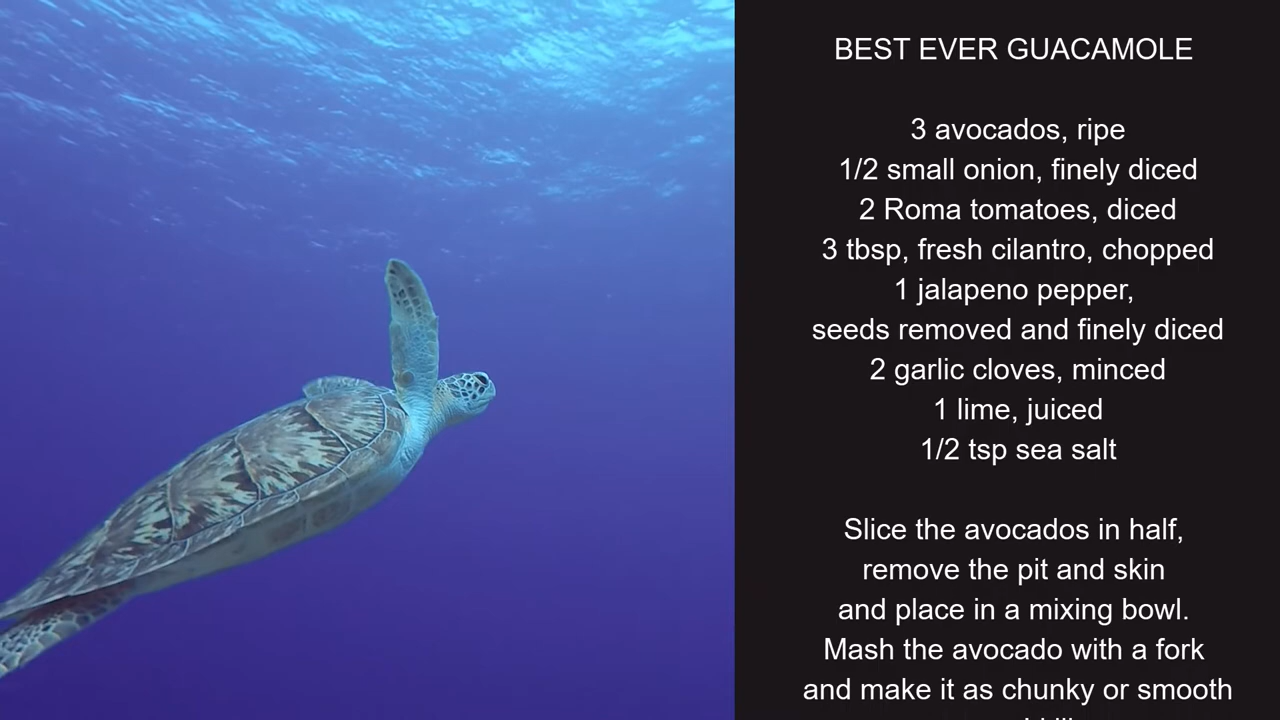 BEST EVER GUACAMOLE
3 avocados, ripe
1/2 small onion, finely diced
2 Roma tomatoes, diced
3 tbsp, fresh cilantro, chopped
1 jalapeno pepper,
seeds removed and finely diced
2 garlic cloves, minced
1 lime, juiced
1/2 tsp sea salt
Slice the avocados in half,
remove the pit and skin
and place in a mixing bowl.
Mash the avocado with a fork
and make it as chunky or smooth